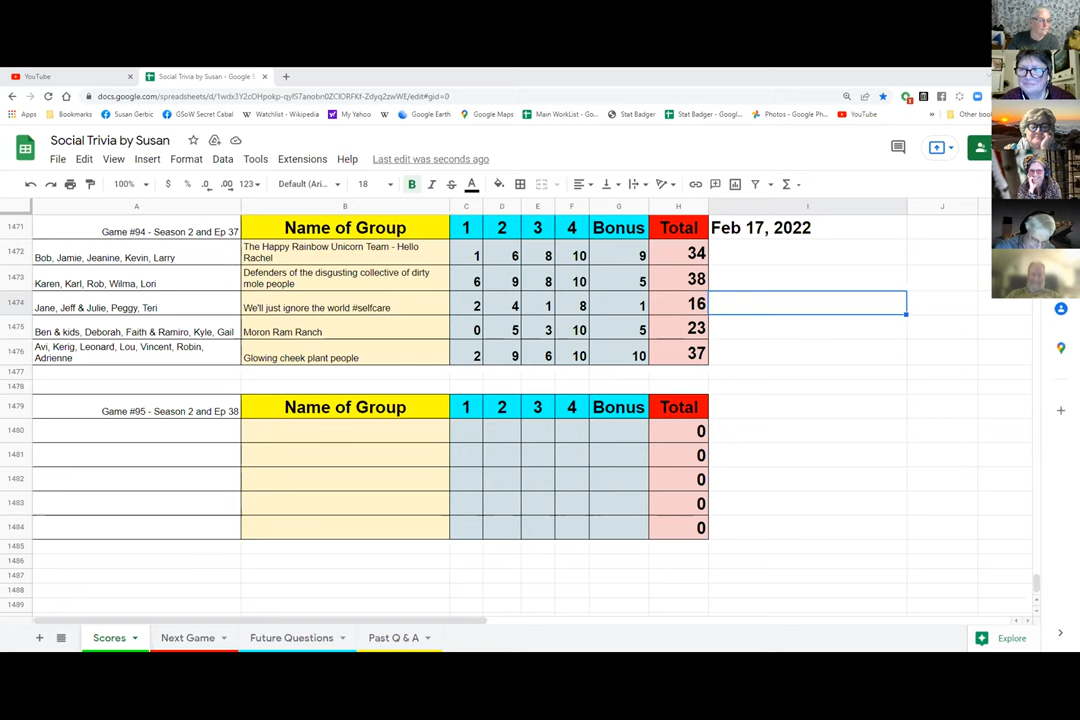 YouTube
Social Trivia by Susan - Google S
docs.google.com/spreadsheets/d/
Apps Bookmarks Susan Gerbic GSoW Secret Cabal Watchlist - Wikipedia My Yahoo Google Earth Google Maps Main WorkList - Go... Stat Badger Stat Badger - Googl... Photos - Google Ph... YouTube » Other book
Social Trivia by Susan
File Edit View Insert Format Data Tools Extensions Help Last edit was seconds ago
100% $ % .0 .00 123 Default (Ari... 18 B I S A
A B C D E F G H I J
1471 Game #94 - Season 2 and Ep 37 Name of Group 1 2 3 4 Bonus Total Feb 17, 2022
1472 Bob, Jamie, Jeanine, Kevin, Larry The Happy Rainbow Unicorn Team - Hello
Rachel 1 6 8 10 9 34
1473 Karen, Karl, Rob, Wilma, Lori Defenders of the disgusting collective of dirty
mole people 6 9 8 10 5 38
1474 Jane, Jeff & Julie, Peggy, Teri We'll just ignore the world #selfcare 2 4 1 8 1 16
1475 Ben & kids, Deborah, Faith & Ramiro, Kyle, Gail Moron Ram Ranch 0 5 3 10 5 23
1476 Avi, Kerig, Leonard, Lou, Vincent, Robin,
Adrienne Glowing cheek plant people 2 9 6 10 10 37
1477
1478
1479 Game #95 - Season 2 and Ep 38 Name of Group 1 2 3 4 Bonus Total
1480 0
1481 0
1482 0
1483 0
1484 0
1485
1486
1487
1488
1489
Scores Next Game Future Questions Past Q & A Explore